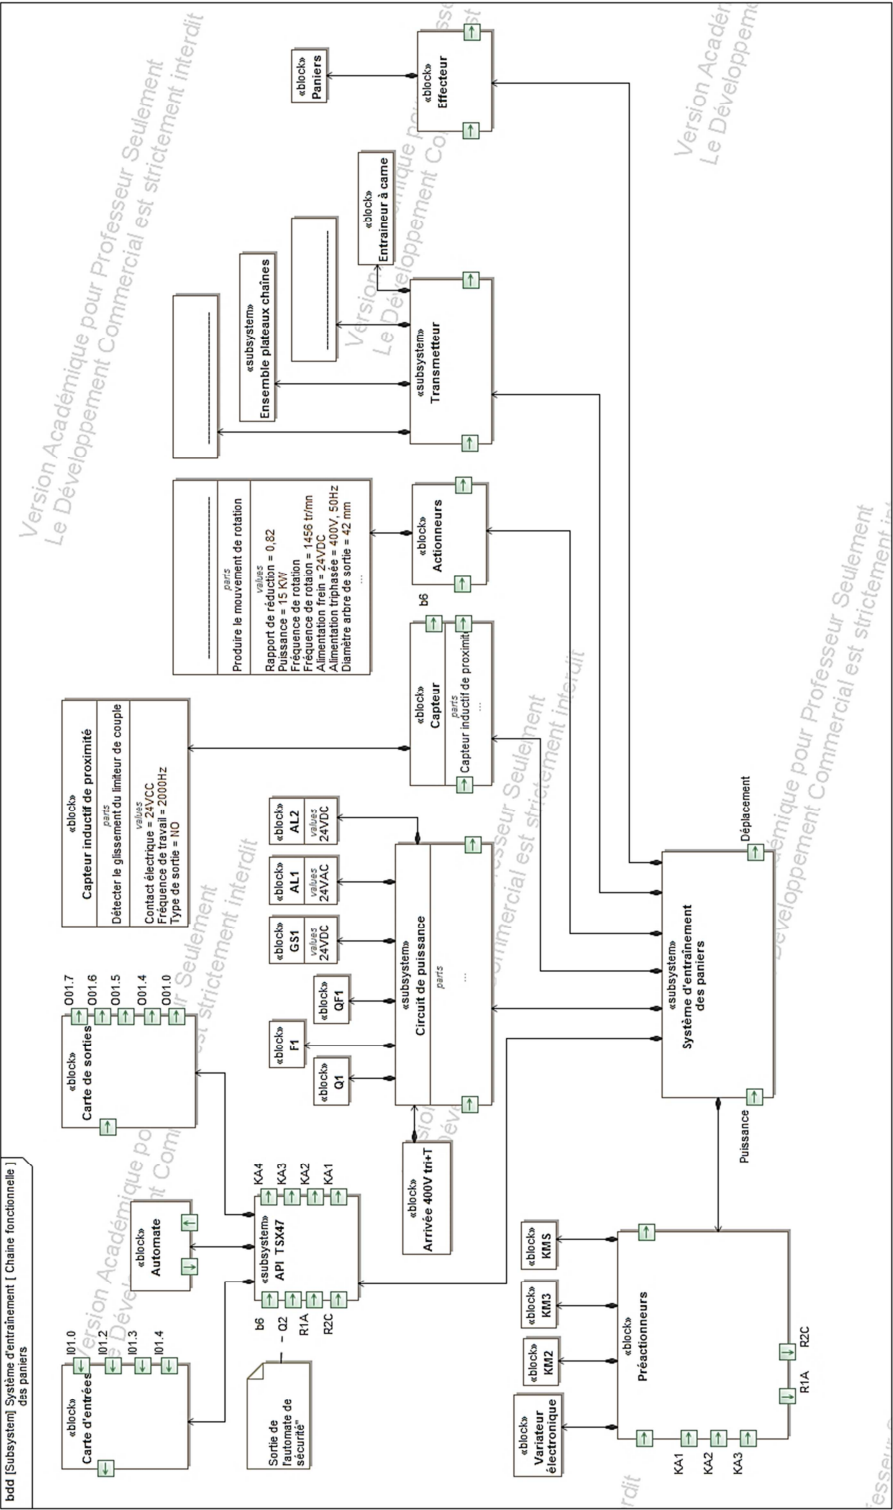 bdd [Subsystem] Système d'entraînement [ Chaine fonctionnelle ]
des paniers
«block»
Carte d'entrées
I01.0
I01.2
I01.3
I01.4
«block»
Automate
«block»
Carte de sorties
O01.7
O01.6
O01.5
O01.4
O01.0
Sortie de
l'automate de
sécurité"
b6
Q2
R1A
R2C
«subsystem»
API TSX47
KA4
KA3
KA2
KA1
«block»
Capteur inductif de proximité
parts
Détecter le glissement du limiteur de couple
values
Contact électrique = 24VCC
Fréquence de travail = 2000Hz
Type de sortie = NO
«block»
Q1
«block»
F1
«block»
QF1
«block»
GS1
values
24VDC
«block»
AL1
values
24VAC
«block»
AL2
values
24VDC
«block»
Arrivée 400V tri+T
«subsystem»
Circuit de puissance
parts
...
«block»
Capteur
parts
Capteur inductif de proximité
...
b6
parts
Produire le mouvement de rotation
values
Rapport de réduction = 0,82
Puissance = 15 KW
Fréquence de rotation
Fréquence de rotaion = 1456 tr/mn
Alimentation frein = 24VDC
Alimentation triphasée = 400V, 50Hz
Diamètre arbre de sortie = 42 mm
...
«block»
Actionneurs
«subsystem»
Ensemble plateaux chaînes
«block»
Entraineur à came
«subsystem»
Transmetteur
«block»
Paniers
«block»
Effecteur
«block»
Variateur
électronique
«block»
KM2
«block»
KM3
«block»
KMS
«block»
Préactionneurs
KA1
KA2
KA3
R1A
R2C
Puissance
«subsystem»
Système d'entraînement
des paniers
Déplacement
Version Académique pour Professeur Seulement
Le Développement Commercial est strictement interdit